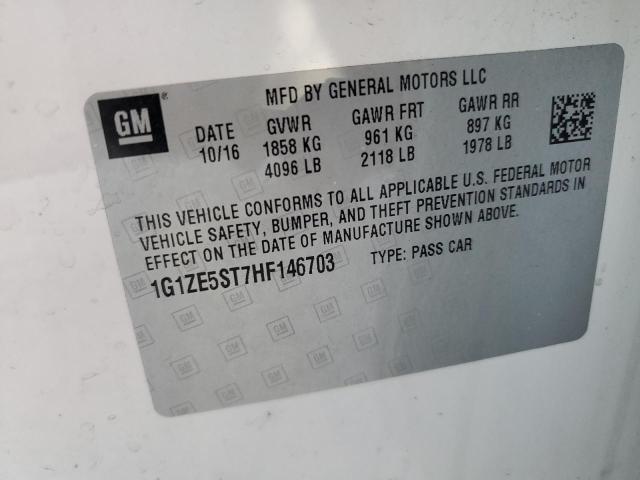 MFD BY GENERAL MOTORS LLC
GM®
DATE GVWR GAWR FRT GAWR RR
10/16 1858 KG 961 KG 897 KG
4096 LB 2118 LB 1978 LB
THIS VEHICLE CONFORMS TO ALL APPLICABLE U.S. FEDERAL MOTOR
VEHICLE SAFETY, BUMPER, AND THEFT PREVENTION STANDARDS IN
EFFECT ON THE DATE OF MANUFACTURE SHOWN ABOVE.
1G1ZE5ST7HF146703 TYPE: PASS CAR